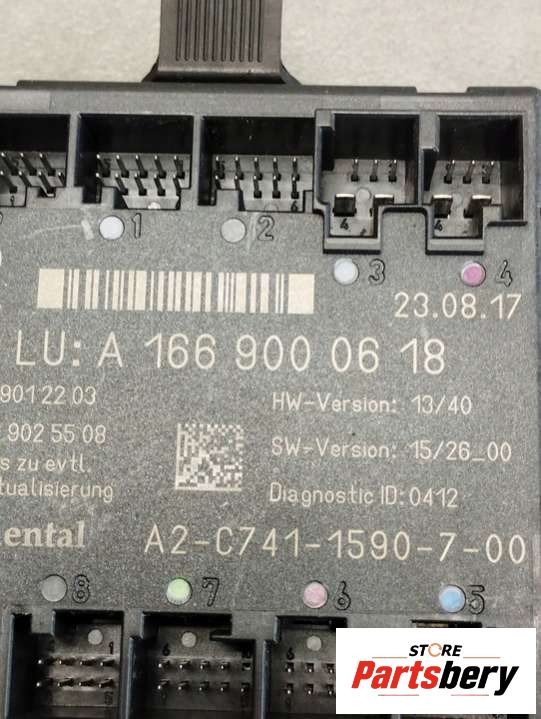 1
2
3
4
23.08.17
LU: A 166 900 06 18
901 22 03
HW-Version: 13/40
902 55 08
SW-Version: 15/26_00
s zu evtl.
tualisierung
Diagnostic ID: 0412
ental
A2-C741-1590-7-00
8
7
6
5
STORE
Partsbery